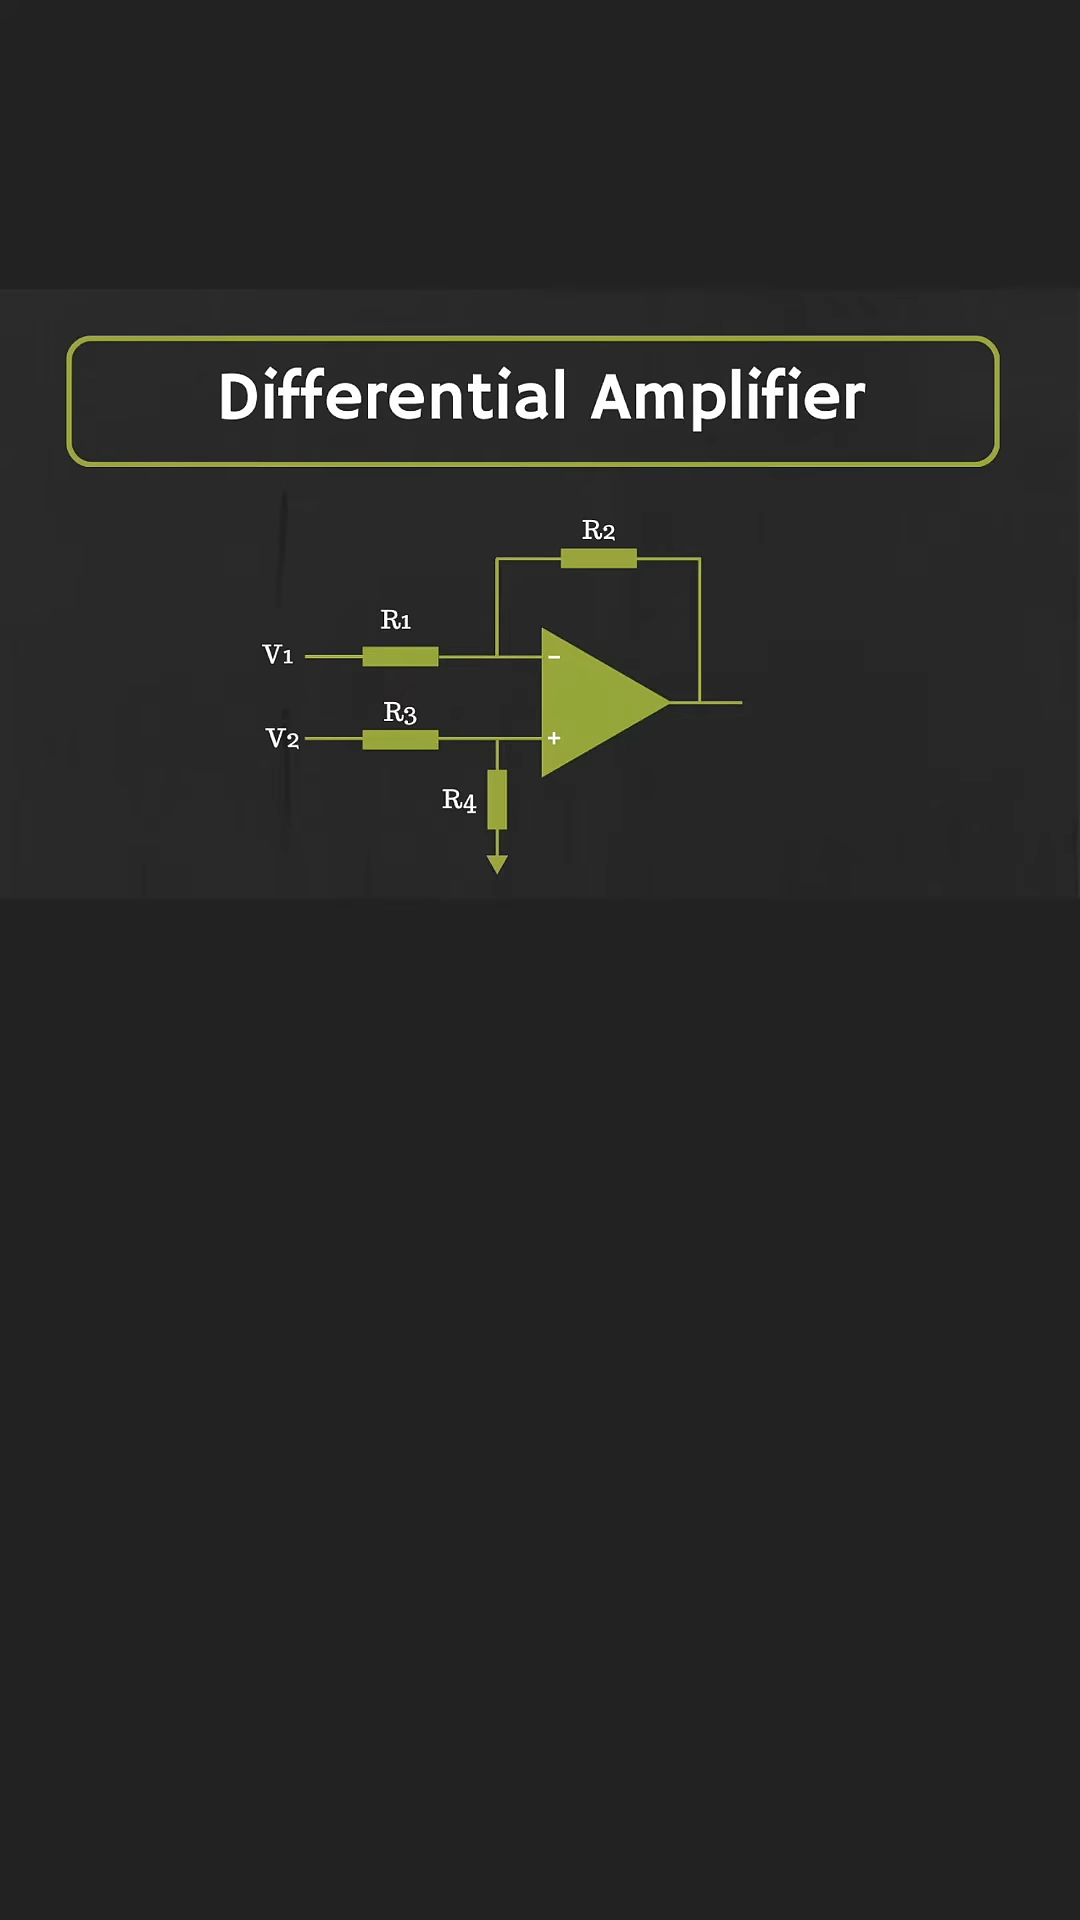 Differential Amplifier
R2
R1
V1
−
R3
V2
+
R4